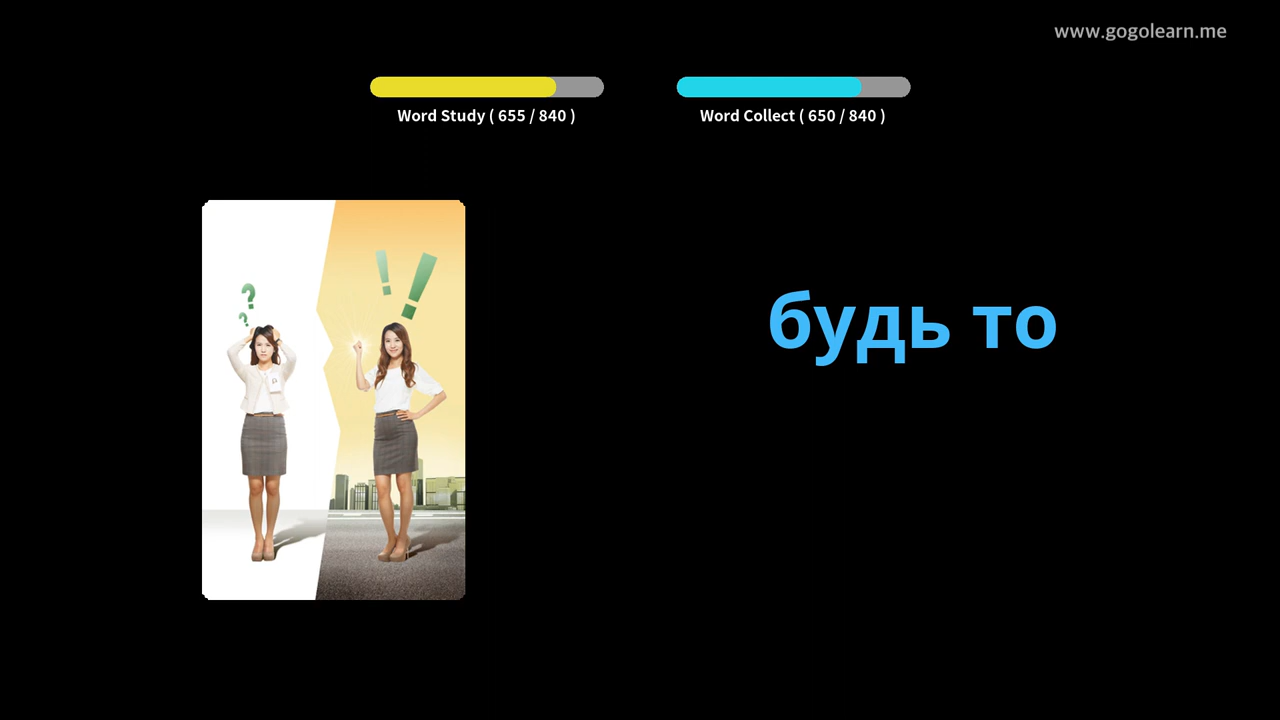 www.gogolearn.me
Word Study ( 655 / 840 )
Word Collect ( 650 / 840 )
? ?
! !
будь то